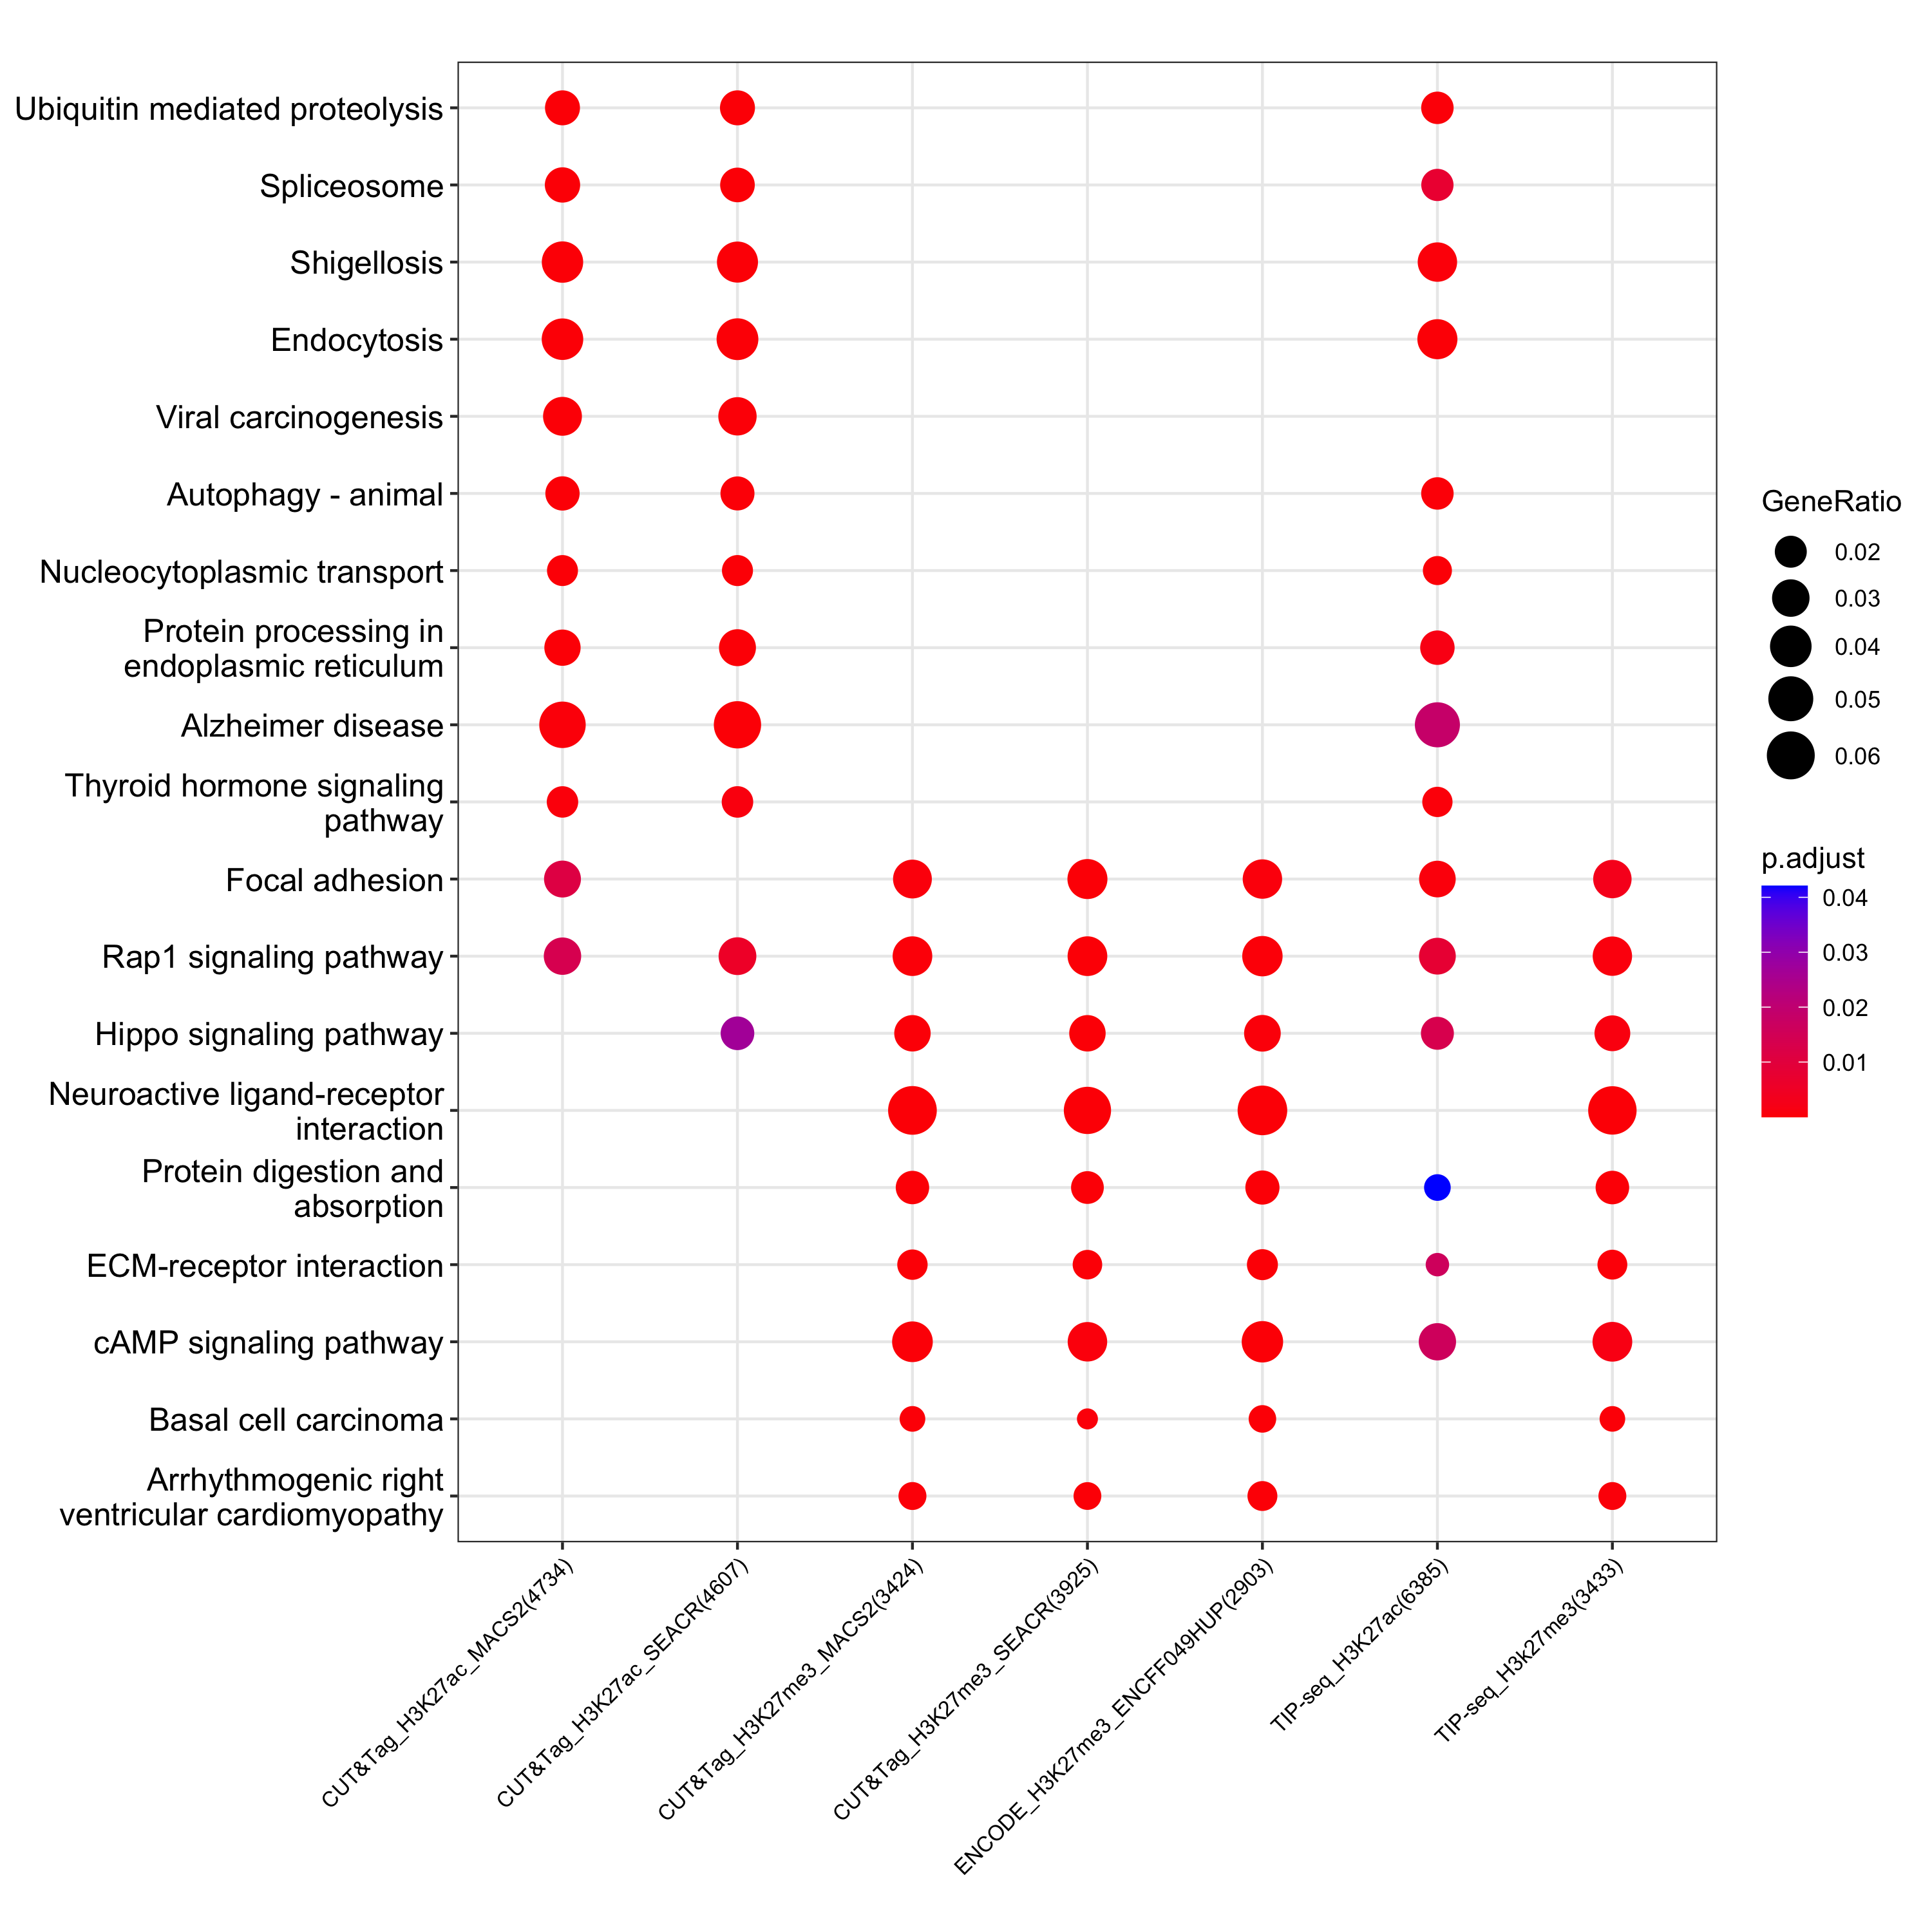 Ubiquitin mediated proteolysis
Spliceosome
Shigellosis
Endocytosis
Viral carcinogenesis
Autophagy - animal
Nucleocytoplasmic transport
Protein processing in
endoplasmic reticulum
Alzheimer disease
Thyroid hormone signaling
pathway
Focal adhesion
Rap1 signaling pathway
Hippo signaling pathway
Neuroactive ligand-receptor
interaction
Protein digestion and
absorption
ECM-receptor interaction
cAMP signaling pathway
Basal cell carcinoma
Arrhythmogenic right
ventricular cardiomyopathy
CUT&Tag_H3K27ac_MACS2(4734)
CUT&Tag_H3K27ac_SEACR(4607)
CUT&Tag_H3K27me3_MACS2(3424)
CUT&Tag_H3K27me3_SEACR(3925)
ENCODE_H3K27me3_ENCFF049HUP(2903)
TIP-seq_H3K27ac(6385)
TIP-seq_H3k27me3(3433)
GeneRatio
0.02
0.03
0.04
0.05
0.06
p.adjust
0.04
0.03
0.02
0.01